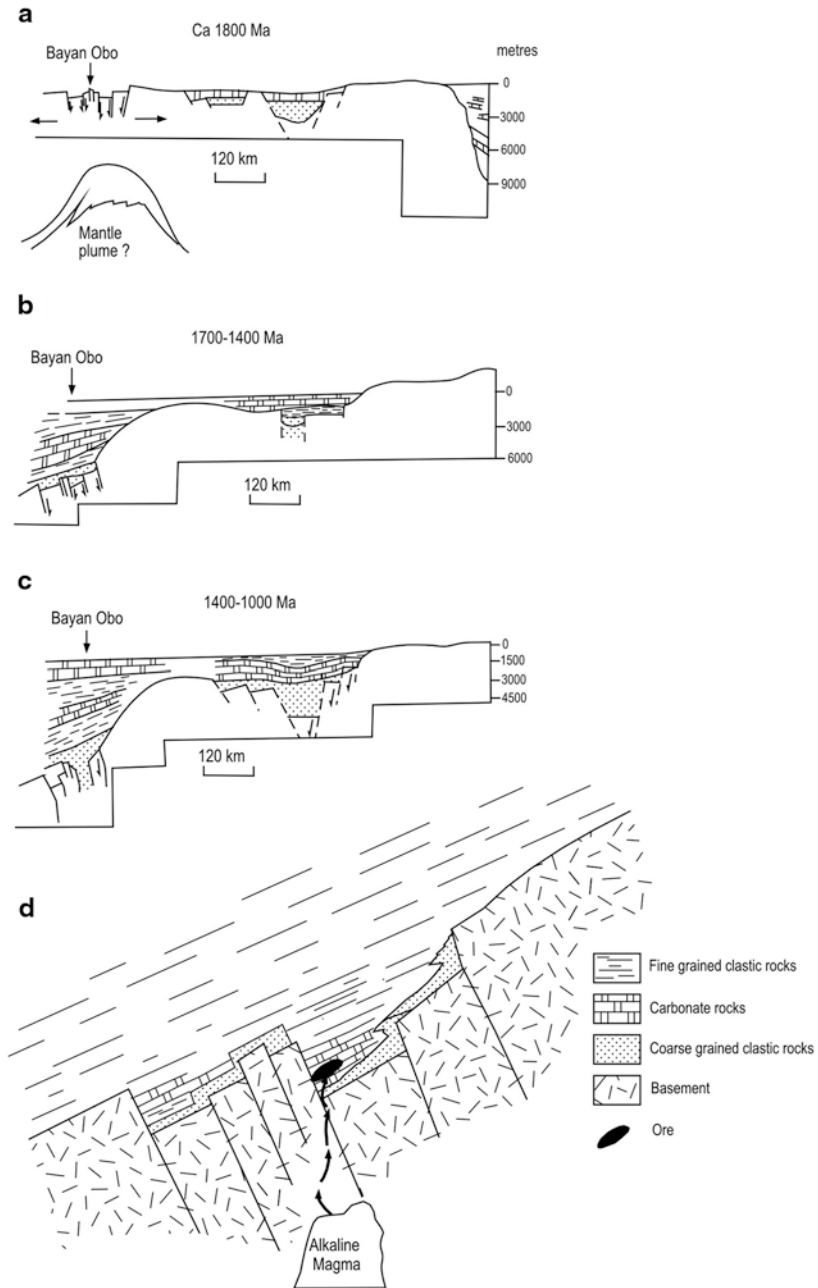 a
Ca 1800 Ma
Bayan Obo
metres
0
3000
6000
9000
120 km
Mantle
plume ?
b
1700-1400 Ma
Bayan Obo
0
3000
6000
120 km
c
1400-1000 Ma
Bayan Obo
0
1500
3000
4500
120 km
d
Fine grained clastic rocks
Carbonate rocks
Coarse grained clastic rocks
Basement
Ore
Alkaline
Magma